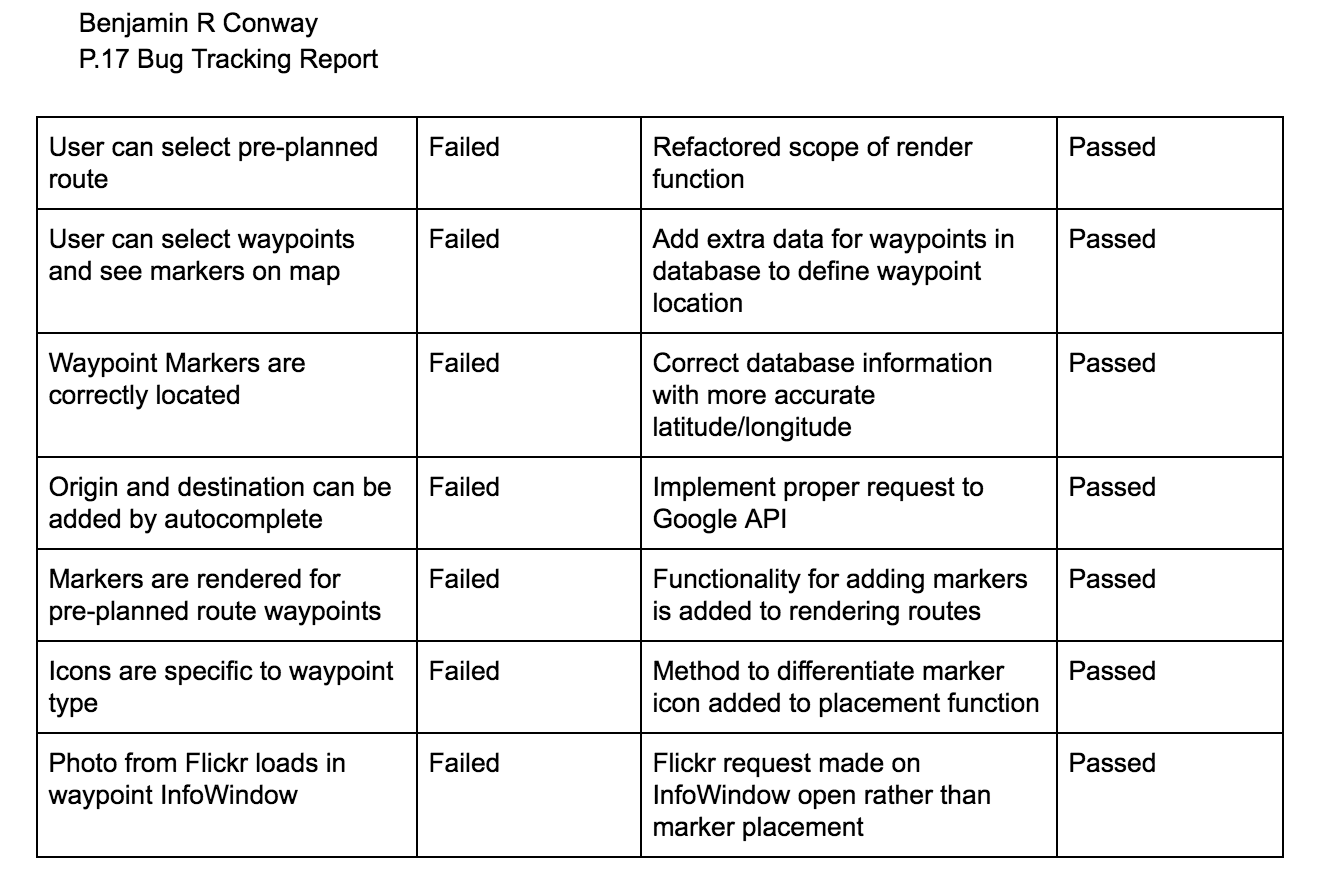 Benjamin R Conway
P.17 Bug Tracking Report
User can select pre-planned
route
Failed
Refactored scope of render
function
Passed
User can select waypoints
and see markers on map
Failed
Add extra data for waypoints in
database to define waypoint
location
Passed
Waypoint Markers are
correctly located
Failed
Correct database information
with more accurate
latitude/longitude
Passed
Origin and destination can be
added by autocomplete
Failed
Implement proper request to
Google API
Passed
Markers are rendered for
pre-planned route waypoints
Failed
Functionality for adding markers
is added to rendering routes
Passed
Icons are specific to waypoint
type
Failed
Method to differentiate marker
icon added to placement function
Passed
Photo from Flickr loads in
waypoint InfoWindow
Failed
Flickr request made on
InfoWindow open rather than
marker placement
Passed